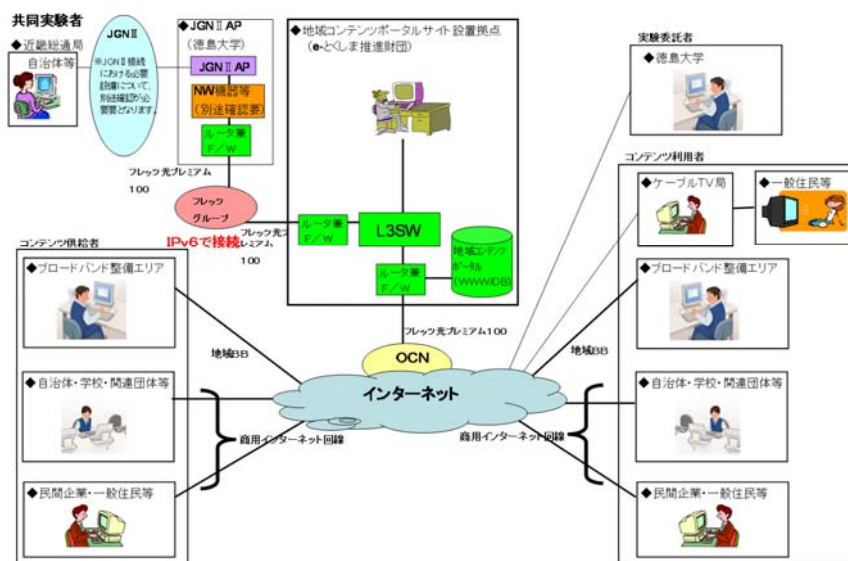 共同実験者
◆近畿総通局
自治体等
JGNⅡ
※JGNⅡ接続
における必要
設備について、
別途確認が必
要となります。
◆JGNⅡAP
(徳島大学)
JGNⅡAP
NW機器等
(別途確認要)
ルータ兼
F/W
フレッツ光プレミアム
100
フレッツ
グループ
IPv6で接続
フレッツ光プ
100
◆地域コンテンツポータルサイト設置拠点
(e-とくしま推進財団)
ルータ兼
F/W
L3SW
ルータ兼
F/W
地域コンテンツ
ポータル
(WWW/DB)
フレッツ光プレミアム100
OCN
インターネット
実験委託者
◆徳島大学
コンテンツ利用者
◆ケーブルTV局
◆一般住民等
◆ブロードバンド整備エリア
地域BB
◆自治体・学校・関連団体等
商用インターネット回線
◆民間企業・一般住民等
コンテンツ供給者
◆ブロードバンド整備エリア
地域BB
◆自治体・学校・関連団体等
商用インターネット回線
◆民間企業・一般住民等